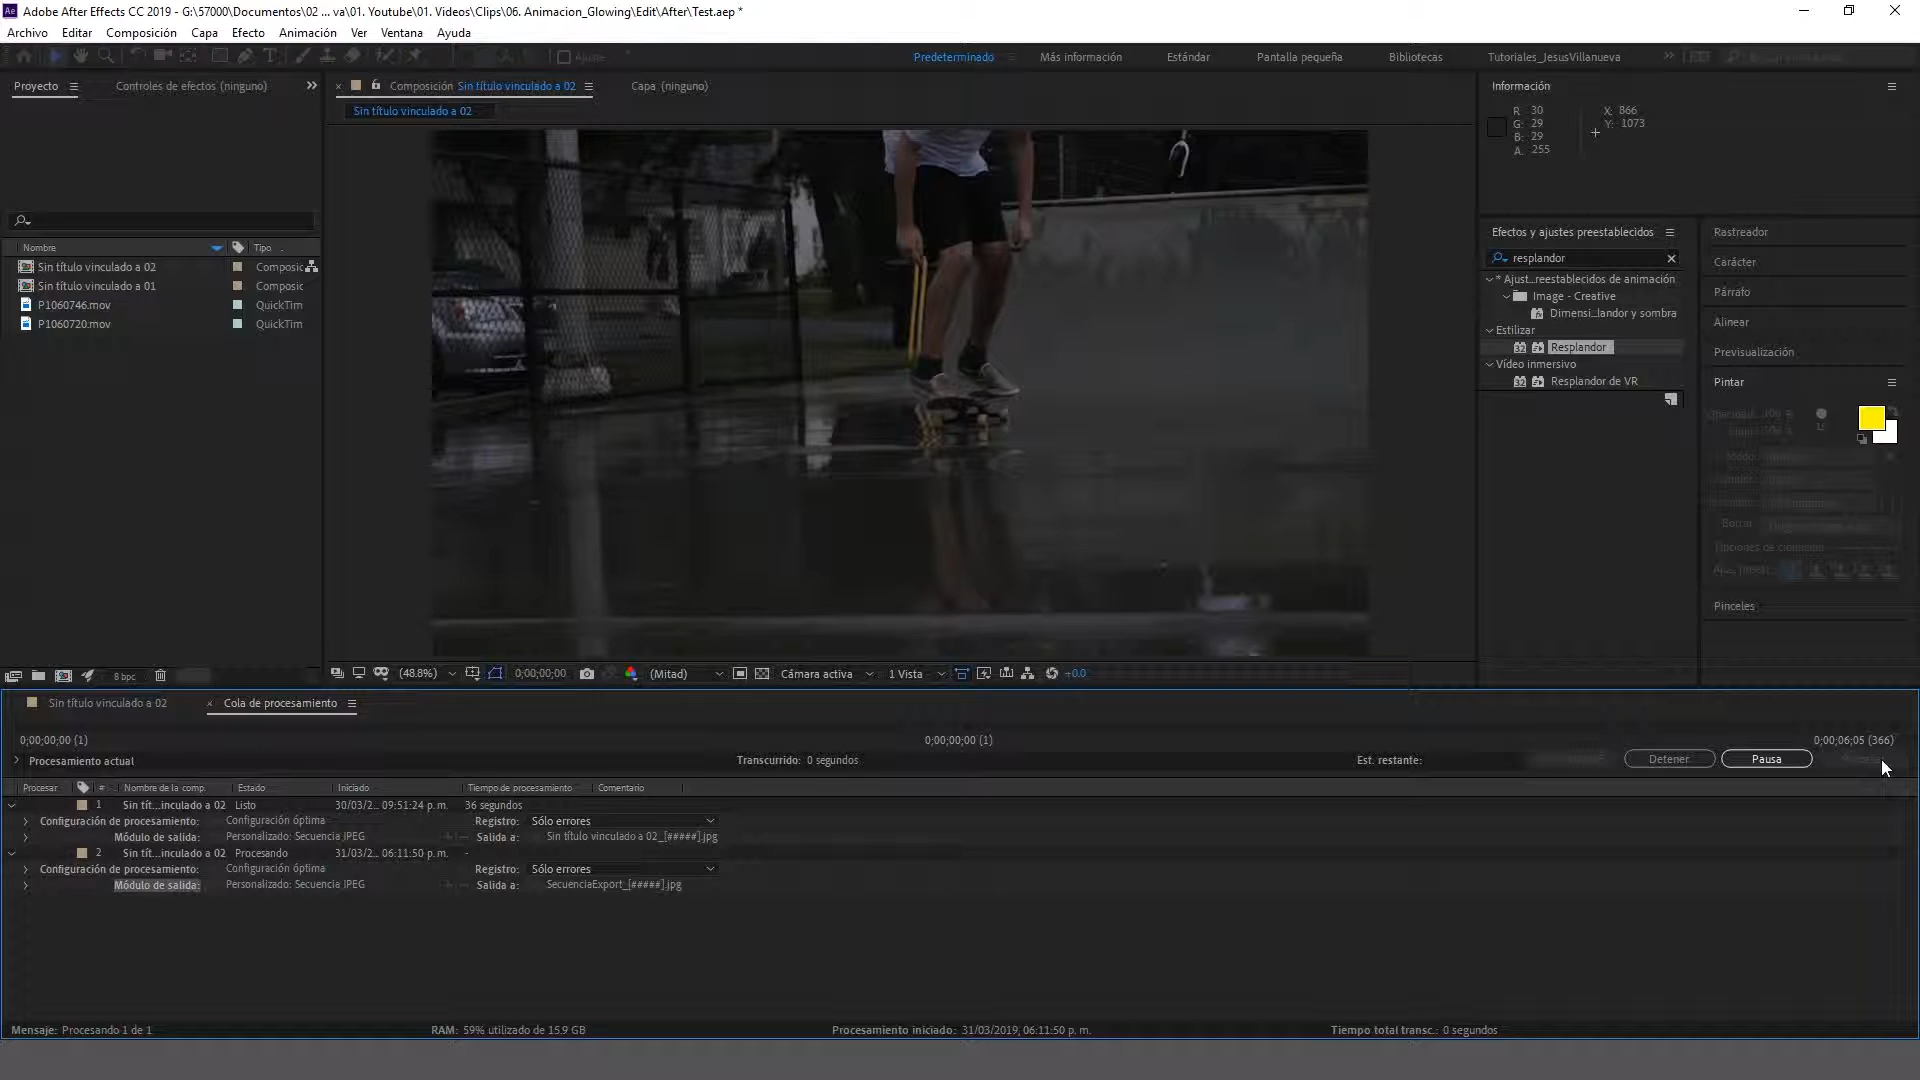 Adobe After Effects CC 2019 - G:\57000\Documentos\02 ... va\01. Youtube\01. Videos\Clips\06. Animacion_Glowing\Edit\After\Test.aep *
Archivo Editar Composición Capa Efecto Animación Ver Ventana Ayuda
Predeterminado Más información Estándar Pantalla pequeña Bibliotecas Tutoriales_JesusVillanueva
Proyecto Controles de efectos (ninguno) Composición Sin título vinculado a 02 Capa (ninguno)
Información
Sin título vinculado a 02
R: 30 X: 866
G: 29 Y: 1073
B: 29
A: 255
Nombre Tipo
Sin título vinculado a 02 Composic
Sin título vinculado a 01 Composic
P1060746.mov QuickTim
P1060720.mov QuickTim
Efectos y ajustes preestablecidos
resplandor
* Ajust...reestablecidos de animación
Image - Creative
Dimensi...landor y sombra
Estilizar
32 Resplandor
Vídeo inmersivo
32 Resplandor de VR
Rastreador
Carácter
Párrafo
Alinear
Previsualización
Pintar
Borrar
Pinceles
8 bpc (48.8%) 0;00;00;00 (Mitad) Cámara activa 1 Vista +0.0
Sin título vinculado a 02 Cola de procesamiento
0;00;00;00 (1) 0;00;00;00 (1) 0;00;06;05 (366)
Procesamiento actual Transcurrido: 0 segundos Est. restante: Detener Pausa
Procesar # Nombre de la comp. Estado Iniciado Tiempo de procesamiento Comentario
1 Sin tít...inculado a 02 Listo 30/03/2... 09:51:24 p. m. 36 segundos
Configuración de procesamiento: Configuración óptima Registro: Sólo errores
Módulo de salida: Personalizado: Secuencia JPEG Salida a: Sin título vinculado a 02_[#####].jpg
2 Sin tít...inculado a 02 Procesando 31/03/2... 06:11:50 p. m. -
Configuración de procesamiento: Configuración óptima Registro: Sólo errores
Módulo de salida: Personalizado: Secuencia JPEG Salida a: SecuenciaExport_[#####].jpg
Mensaje: Procesando 1 de 1 RAM: 59% utilizado de 15.9 GB Procesamiento iniciado: 31/03/2019, 06:11:50 p. m. Tiempo total transc.: 0 segundos